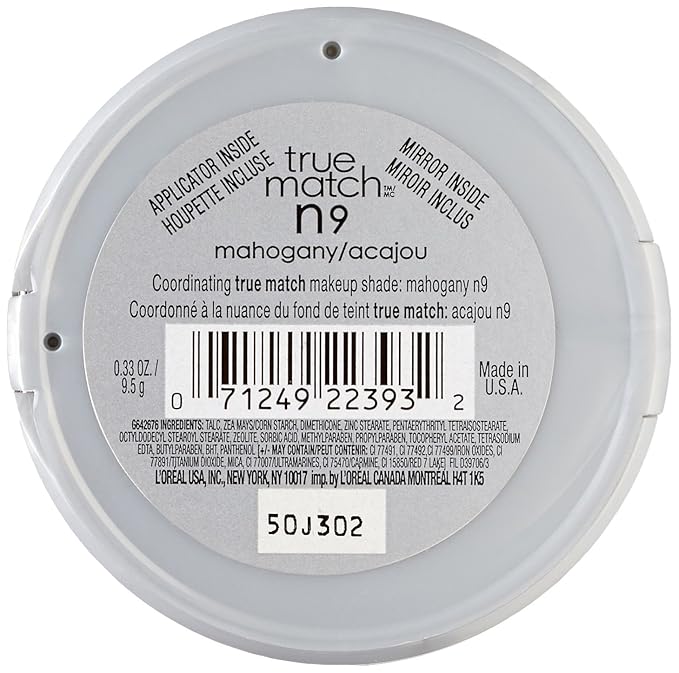 APPLICATOR INSIDE
HOUPETTE INCLUSE
MIRROR INSIDE
MIROIR INCLUS
true
match TM/
MC
n9
mahogany/acajou
Coordinating true match makeup shade: mahogany n9
Coordonné à la nuance du fond de teint true match: acajou n9
0.33 OZ./
9.5 g
0 71249 22393 2
Made in
U.S.A.
G642676 INGREDIENTS: TALC, ZEA MAYS/CORN STARCH, DIMETHICONE, ZINC STEARATE, PENTAERYTHRITYL TETRAISOSTEARATE,
OCTYLDODECYL STEAROYL STEARATE, ZEOLITE, SORBIC ACID, METHYLPARABEN, PROPYLPARABEN, TOCOPHERYL ACETATE, TETRASODIUM
EDTA, BUTYLPARABEN, BHT, PANTHENOL [+/- MAY CONTAIN/PEUT CONTENIR: CI 77491, CI 77492, CI 77499/IRON OXIDES, CI
77891/TITANIUM DIOXIDE, MICA, CI 77007/ULTRAMARINES, CI 75470/CARMINE, CI 15850/RED 7 LAKE] FIL D39706/3
L'ORÉAL USA, INC., NEW YORK, NY 10017 imp. by L'ORÉAL CANADA MONTRÉAL H4T 1K5
50J302